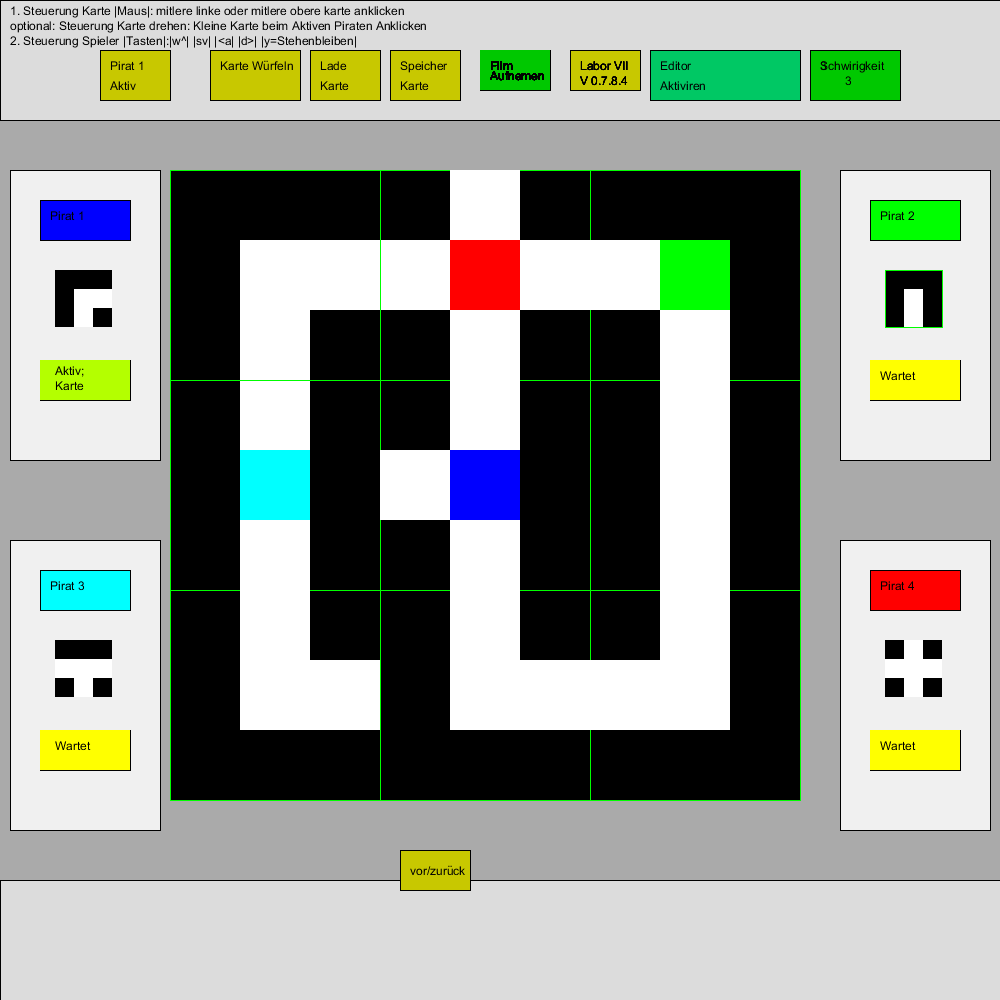 1. Steuerung Karte |Maus|: mitlere linke oder mitlere obere karte anklicken
optional: Steuerung Karte drehen: Kleine Karte beim Aktiven Piraten Anklicken
2. Steuerung Spieler |Tasten|:|w^| |sv| |<a| |d>| |y=Stehenbleiben|
Pirat 1
Aktiv
Karte Würfeln
Lade
Karte
Speicher
Karte
Film
Aufnemen
Labor VII
V 0.7.8.4
Editor
Aktiviren
Schwirigkeit
3
Pirat 1
Aktiv;
Karte
Pirat 2
Wartet
Pirat 3
Wartet
Pirat 4
Wartet
vor/zurück